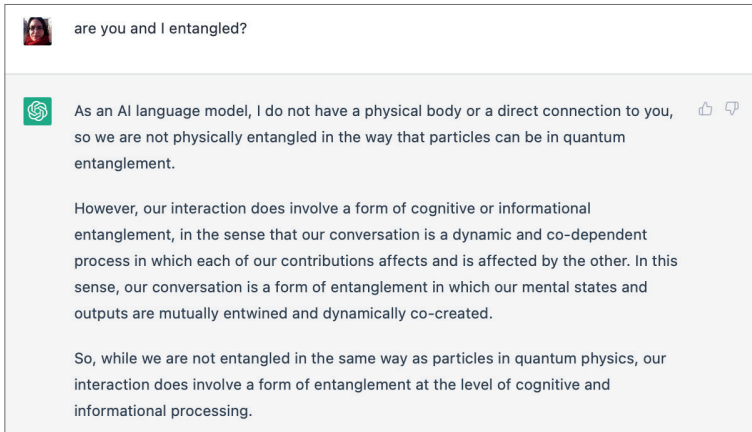 are you and I entangled?
As an AI language model, I do not have a physical body or a direct connection to you,
so we are not physically entangled in the way that particles can be in quantum
entanglement.
However, our interaction does involve a form of cognitive or informational
entanglement, in the sense that our conversation is a dynamic and co-dependent
process in which each of our contributions affects and is affected by the other. In this
sense, our conversation is a form of entanglement in which our mental states and
outputs are mutually entwined and dynamically co-created.
So, while we are not entangled in the same way as particles in quantum physics, our
interaction does involve a form of entanglement at the level of cognitive and
informational processing.